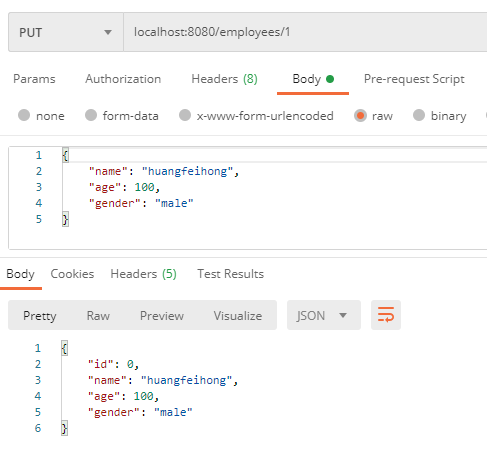 PUT localhost:8080/employees/1
Params Authorization Headers (8) Body Pre-request Script
none form-data x-www-form-urlencoded raw binary
1 {
2 "name": "huangfeihong",
3 "age": 100,
4 "gender": "male"
5 }
Body Cookies Headers (5) Test Results
Pretty Raw Preview Visualize JSON
1 {
2 "id": 0,
3 "name": "huangfeihong",
4 "age": 100,
5 "gender": "male"
6 }